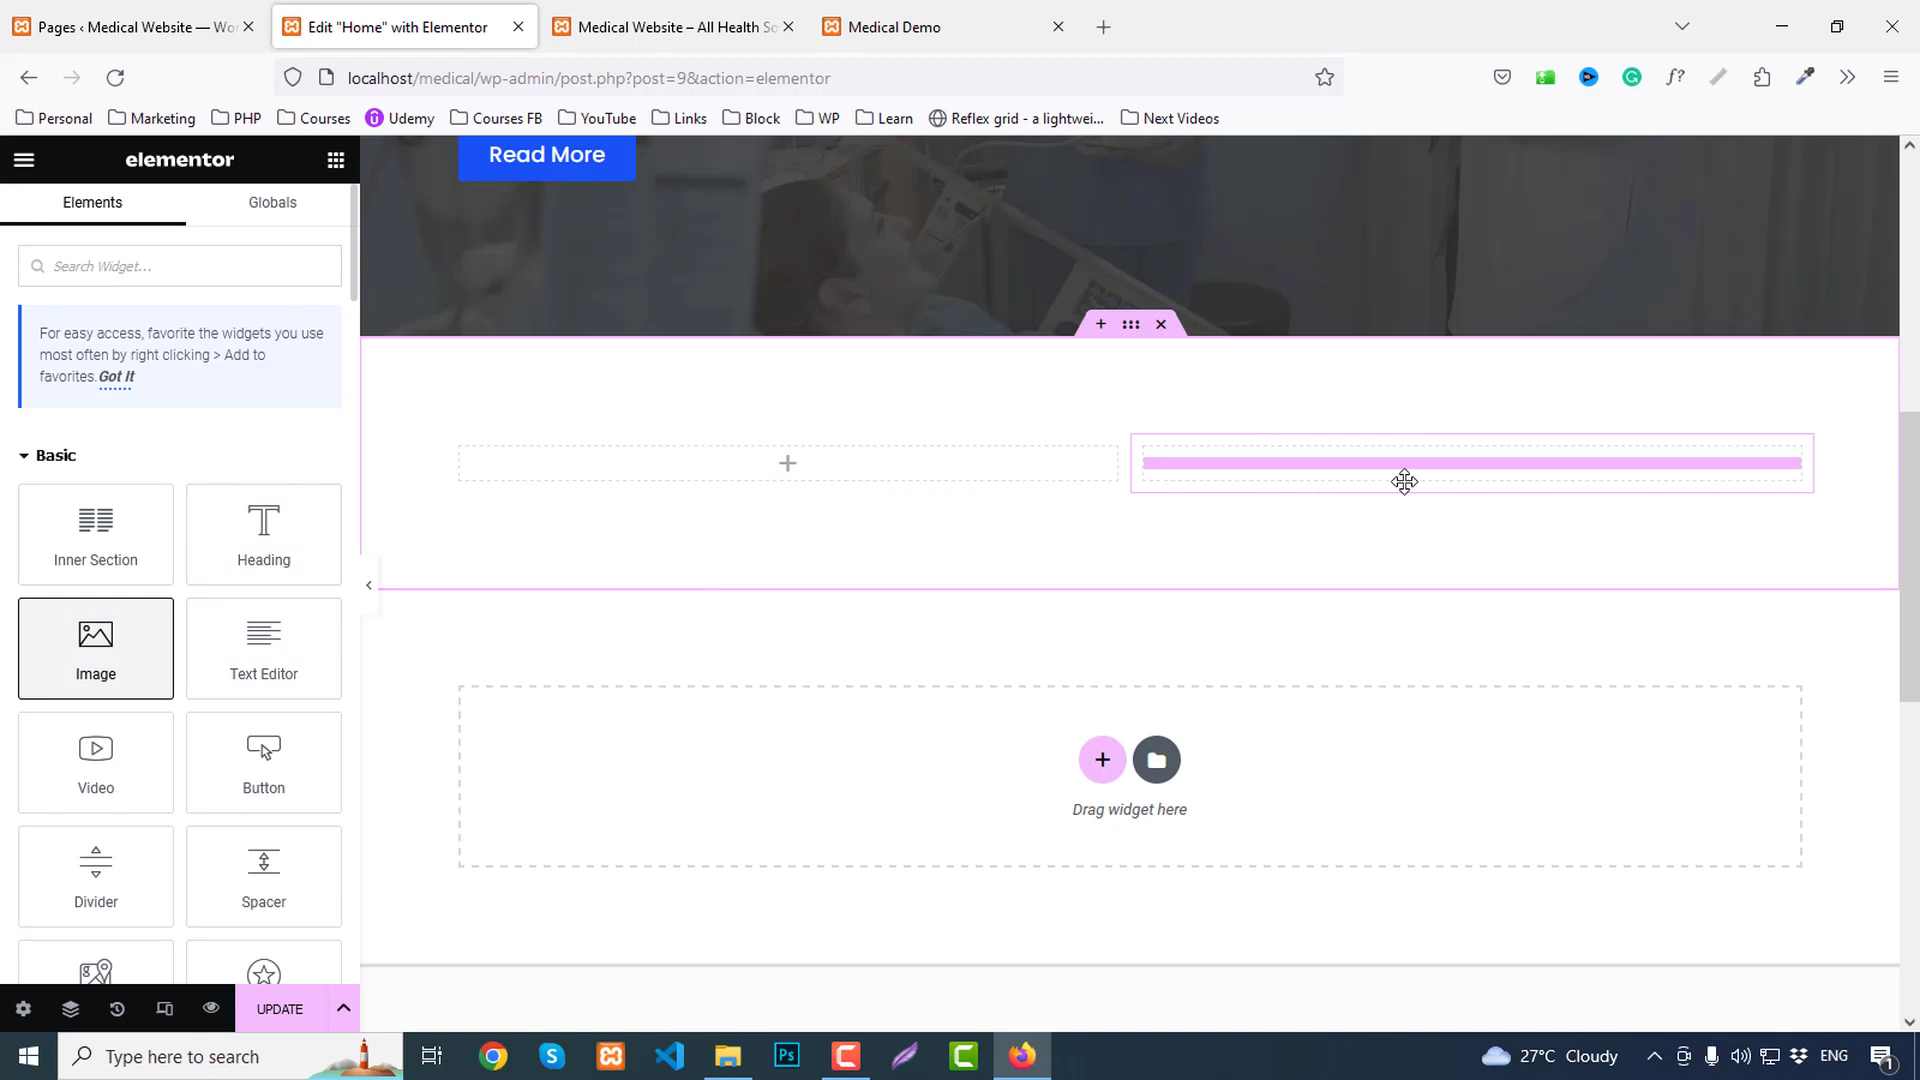 Pages ‹ Medical Website — Wor
Edit "Home" with Elementor
Medical Website – All Health So
Medical Demo
localhost/medical/wp-admin/post.php?post=9&action=elementor
f?
Personal
Marketing
PHP
Courses
Udemy
Courses FB
YouTube
Links
Block
WP
Learn
Reflex grid - a lightwei...
Next Videos
elementor
Elements
Globals
Search Widget...
For easy access, favorite the widgets you use
most often by right clicking > Add to
favorites. Got It
Basic
Inner Section
Heading
Image
Text Editor
Video
Button
Divider
Spacer
UPDATE
Read More
Drag widget here
Type here to search
Ps
27°C Cloudy
ENG
1